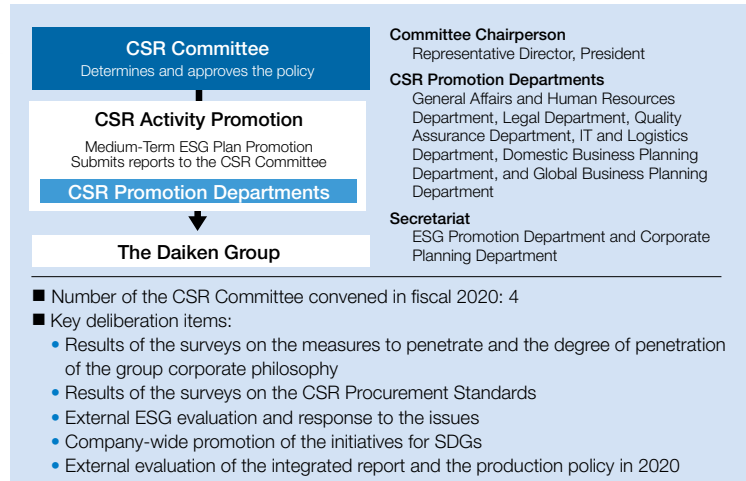 CSR Committee
Determines and approves the policy
CSR Activity Promotion
Medium-Term ESG Plan Promotion
Submits reports to the CSR Committee
CSR Promotion Departments
The Daiken Group
Committee Chairperson
Representative Director, President
CSR Promotion Departments
General Affairs and Human Resources
Department, Legal Department, Quality
Assurance Department, IT and Logistics
Department, Domestic Business Planning
Department, and Global Business Planning
Department
Secretariat
ESG Promotion Department and Corporate
Planning Department
■ Number of the CSR Committee convened in fiscal 2020: 4
■ Key deliberation items:
• Results of the surveys on the measures to penetrate and the degree of penetration
of the group corporate philosophy
• Results of the surveys on the CSR Procurement Standards
• External ESG evaluation and response to the issues
• Company-wide promotion of the initiatives for SDGs
• External evaluation of the integrated report and the production policy in 2020